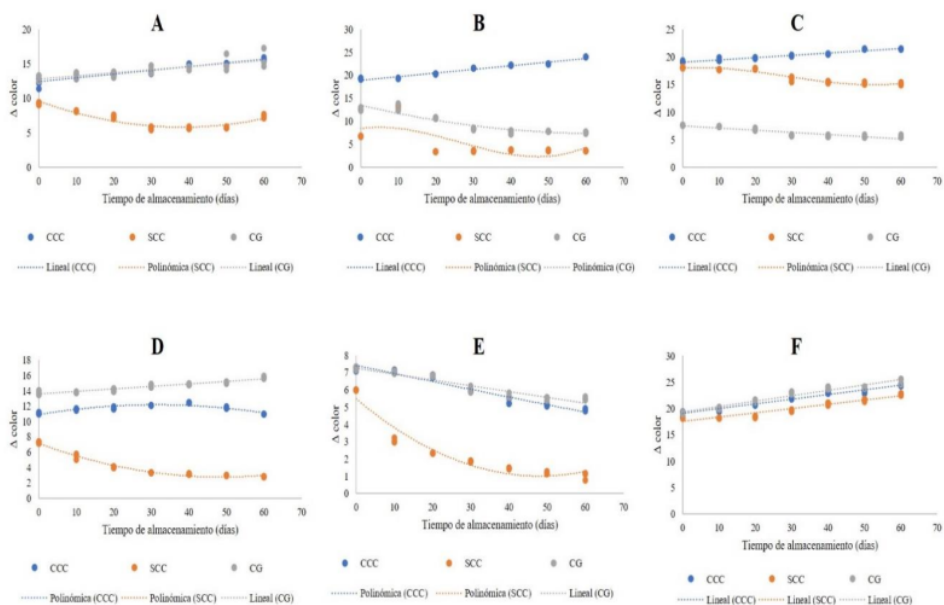 A
20
15
10
5
0
Δ color
0 10 20 30 40 50 60 70
Tiempo de almacenamiento (días)
CCC SCC CG
Lineal (CCC) Polinómica (SCC) Lineal (CG)
B
30
25
20
15
10
5
0
Δ color
0 10 20 30 40 50 60 70
Tiempo de almacenamiento (días)
CCC SCC CG
Lineal (CCC) Polinómica (SCC) Polinómica (CG)
C
25
20
15
10
5
0
Δ color
0 10 20 30 40 50 60 70
Tiempo de almacenamiento (días)
CCC SCC CG
Lineal (CCC) Polinómica (SCC) Lineal (CG)
D
18
16
14
12
10
8
6
4
2
0
Δ color
0 10 20 30 40 50 60 70
Tiempo de almacenamiento (días)
CCC SCC CG
Polinómica (CCC) Polinómica (SCC) Lineal (CG)
E
8
7
6
5
4
3
2
1
0
Δ color
0 10 20 30 40 50 60 70
Tiempo de almacenamiento (días)
CCC SCC CG
Polinómica (CCC) Polinómica (SCC) Lineal (CG)
F
30
25
20
15
10
5
0
Δ color
0 10 20 30 40 50 60 70
Tiempo de almacenamiento (días)
CCC SCC CG
Lineal (CCC) Lineal (SCC) Lineal (CG)